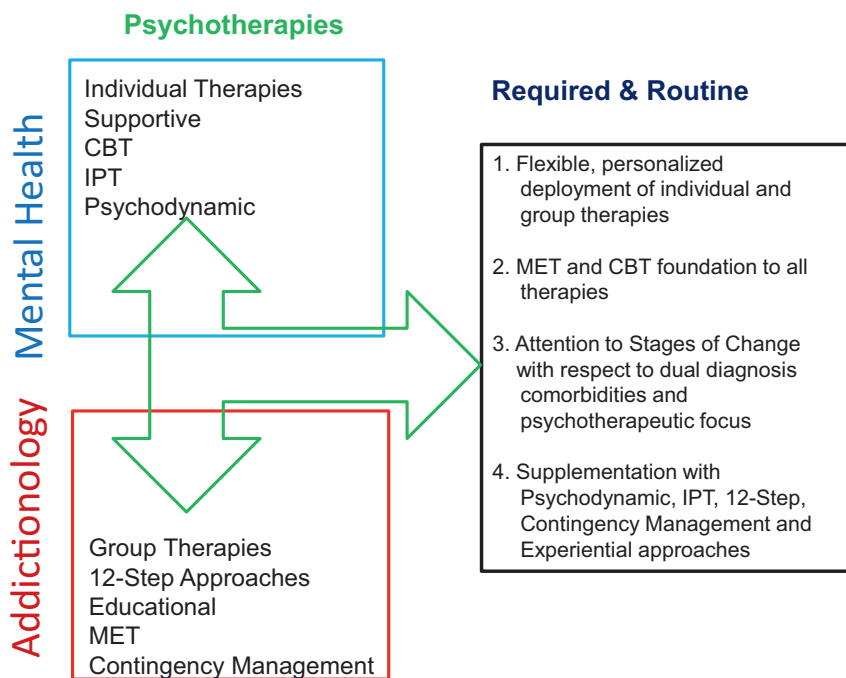 Psychotherapies
Mental Health
Individual Therapies
Supportive
CBT
IPT
Psychodynamic
Addictionology
Group Therapies
12-Step Approaches
Educational
MET
Contingency Management
Required & Routine
1. Flexible, personalized
deployment of individual and
group therapies
2. MET and CBT foundation to all
therapies
3. Attention to Stages of Change
with respect to dual diagnosis
comorbidities and
psychotherapeutic focus
4. Supplementation with
Psychodynamic, IPT, 12-Step,
Contingency Management and
Experiential approaches